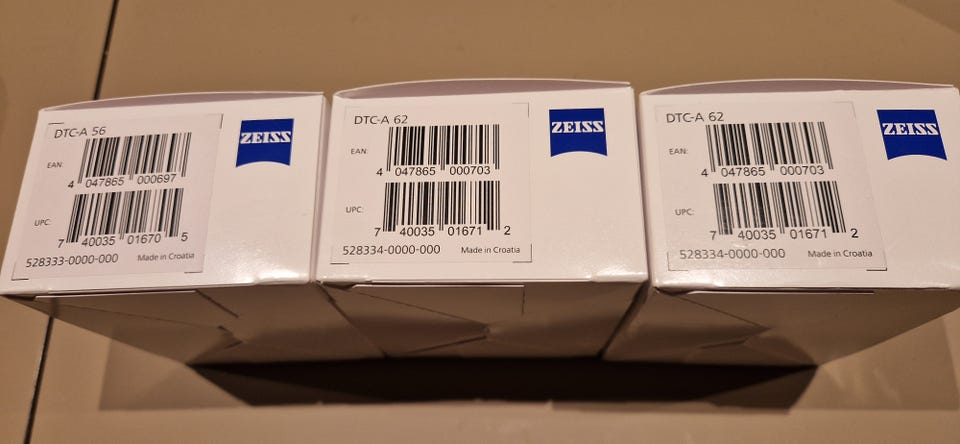 DTC-A 56
ZEISS
EAN:
4 047865 000697
UPC:
7 40035 01670 5
528333-0000-000 Made in Croatia
DTC-A 62
ZEISS
EAN:
4 047865 000703
UPC:
7 40035 01671 2
528334-0000-000 Made in Croatia
DTC-A 62
ZEISS
EAN:
4 047865 000703
UPC:
7 40035 01671 2
528334-0000-000 Made in Croatia